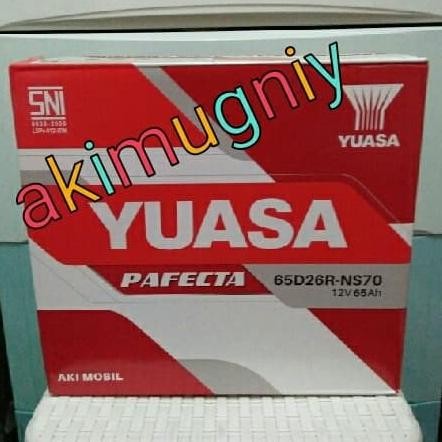 SNI
YUASA
akimugniy
YUASA
PAFECTA
65D26R-NS70
12V 65Ah
AKI MOBIL